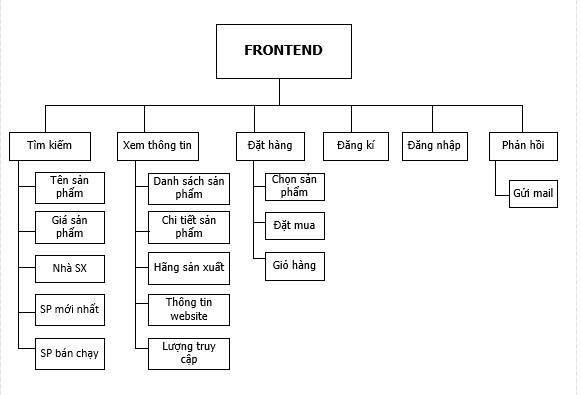 FRONTEND
Tìm kiếm
Xem thông tin
Đặt hàng
Đăng kí
Đăng nhập
Phản hồi
Tên sản
phẩm
Giá sản
phẩm
Nhà SX
SP mới nhất
SP bán chạy
Danh sách sản
phẩm
Chi tiết sản
phẩm
Hãng sản xuất
Thông tin
website
Lượng truy
cập
Chọn sản
phẩm
Đặt mua
Giỏ hàng
Gửi mail